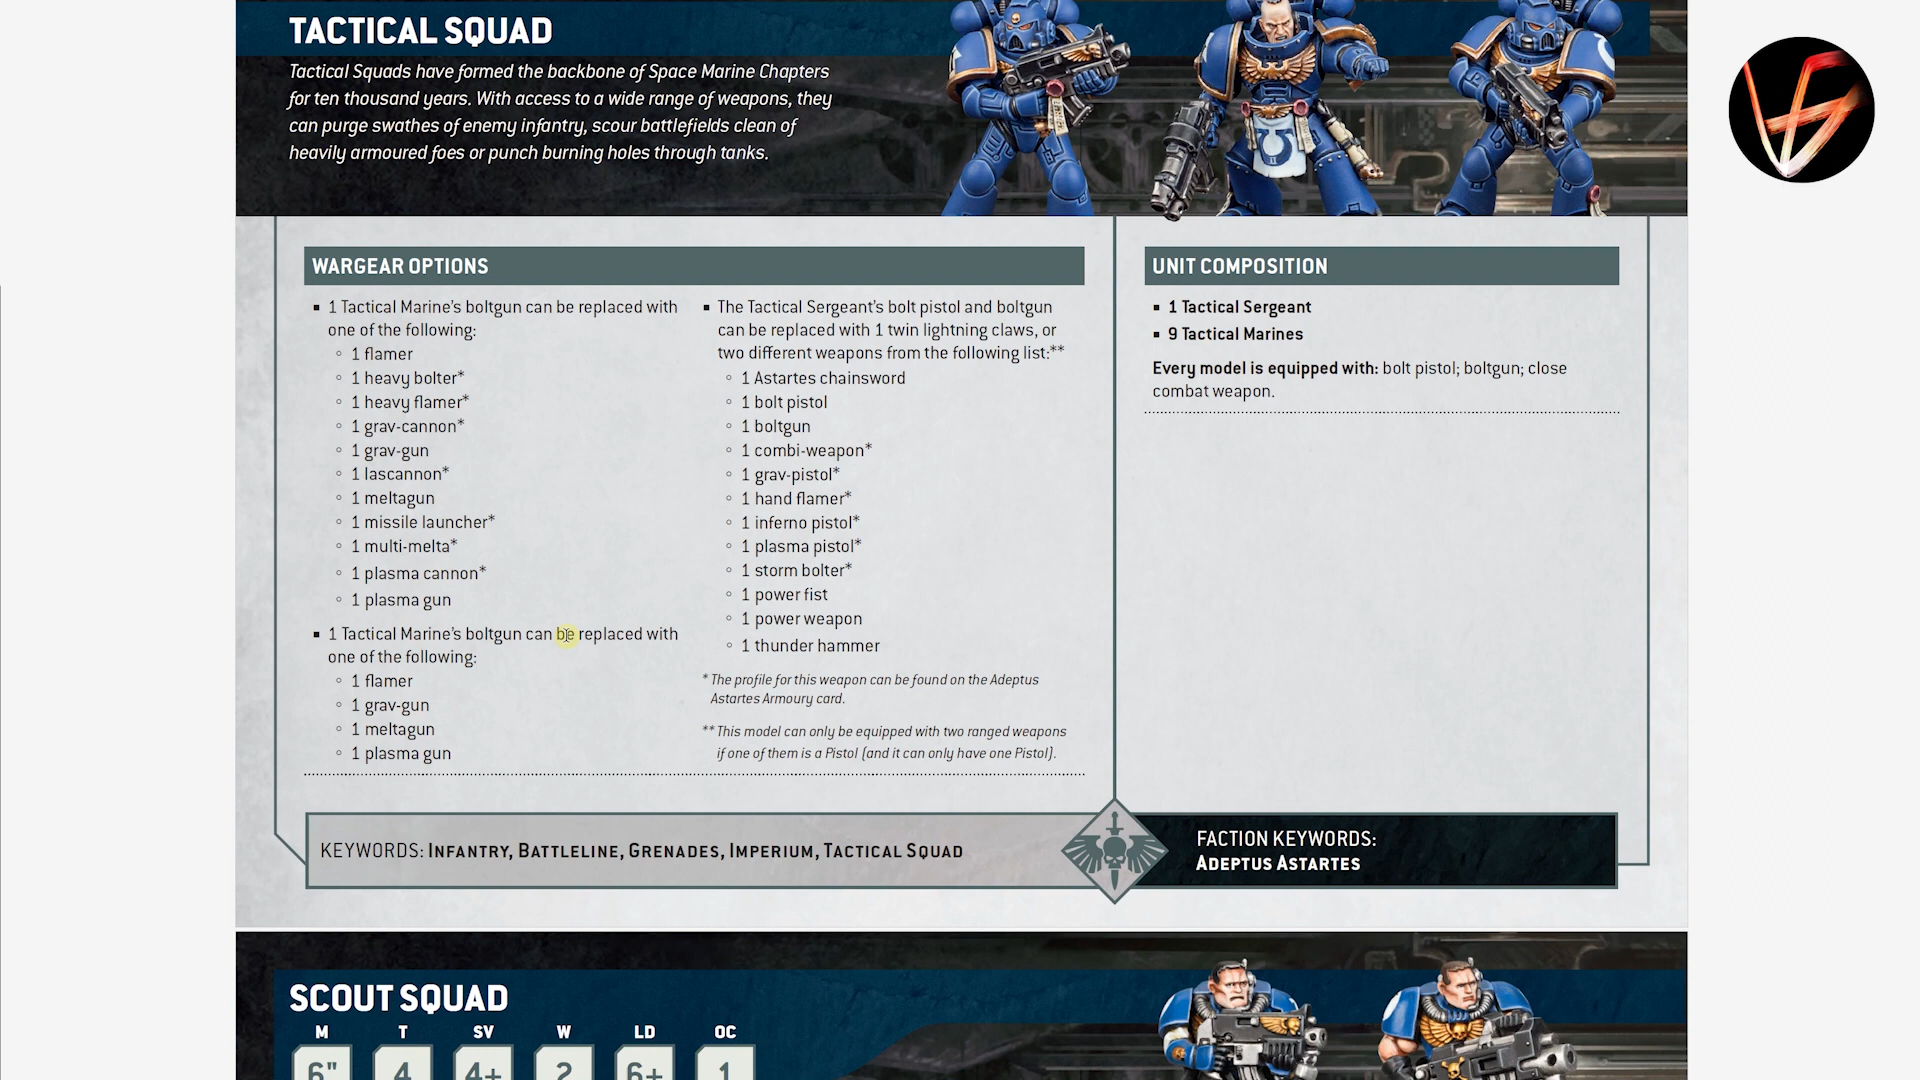 TACTICAL SQUAD
Tactical Squads have formed the backbone of Space Marine Chapters
for ten thousand years. With access to a wide range of weapons, they
can purge swathes of enemy infantry, scour battlefields clean of
heavily armoured foes or punch burning holes through tanks.
WARGEAR OPTIONS
▪ 1 Tactical Marine's boltgun can be replaced with
one of the following:
◦ 1 flamer
◦ 1 heavy bolter*
◦ 1 heavy flamer*
◦ 1 grav-cannon*
◦ 1 grav-gun
◦ 1 lascannon*
◦ 1 meltagun
◦ 1 missile launcher*
◦ 1 multi-melta*
◦ 1 plasma cannon*
◦ 1 plasma gun
▪ 1 Tactical Marine's boltgun can be replaced with
one of the following:
◦ 1 flamer
◦ 1 grav-gun
◦ 1 meltagun
◦ 1 plasma gun
▪ The Tactical Sergeant's bolt pistol and boltgun
can be replaced with 1 twin lightning claws, or
two different weapons from the following list:**
◦ 1 Astartes chainsword
◦ 1 bolt pistol
◦ 1 boltgun
◦ 1 combi-weapon*
◦ 1 grav-pistol*
◦ 1 hand flamer*
◦ 1 inferno pistol*
◦ 1 plasma pistol*
◦ 1 storm bolter*
◦ 1 power fist
◦ 1 power weapon
◦ 1 thunder hammer
* The profile for this weapon can be found on the Adeptus
Astartes Armoury card.
** This model can only be equipped with two ranged weapons
if one of them is a Pistol (and it can only have one Pistol).
UNIT COMPOSITION
▪ 1 Tactical Sergeant
▪ 9 Tactical Marines
Every model is equipped with: bolt pistol; boltgun; close
combat weapon.
KEYWORDS: INFANTRY, BATTLELINE, GRENADES, IMPERIUM, TACTICAL SQUAD
FACTION KEYWORDS:
ADEPTUS ASTARTES
SCOUT SQUAD
M T SV W LD OC
6" 4 4+ 2 6+ 1